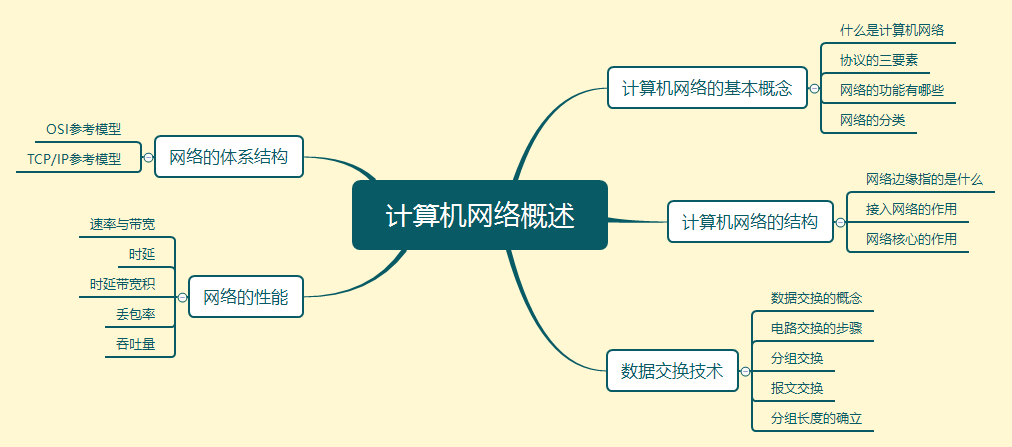 计算机网络概述
计算机网络的基本概念
什么是计算机网络
协议的三要素
网络的功能有哪些
网络的分类
计算机网络的结构
网络边缘指的是什么
接入网络的作用
网络核心的作用
数据交换技术
数据交换的概念
电路交换的步骤
分组交换
报文交换
分组长度的确立
网络的体系结构
OSI参考模型
TCP/IP参考模型
网络的性能
速率与带宽
时延
时延带宽积
丢包率
吞吐量